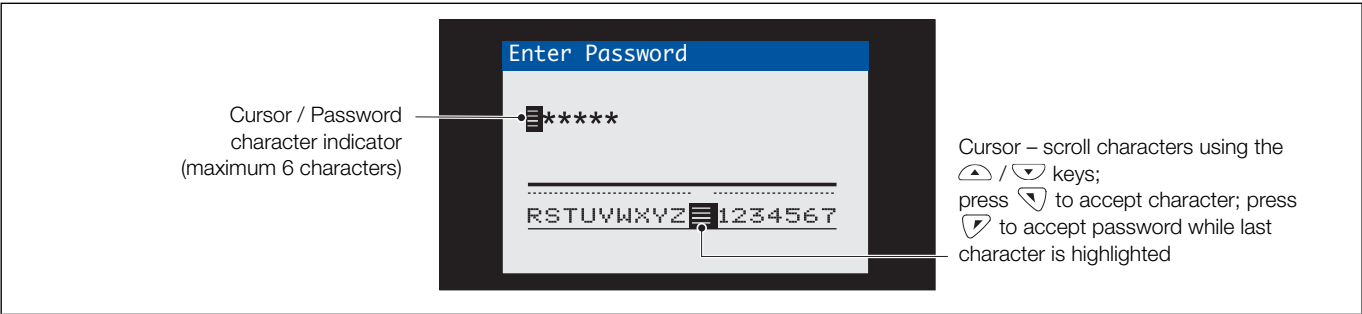 Enter Password
Cursor / Password
character indicator
(maximum 6 characters)
*****
RSTUVWXYZ 1234567
Cursor – scroll characters using the
/ keys;
press to accept character; press
to accept password while last
character is highlighted